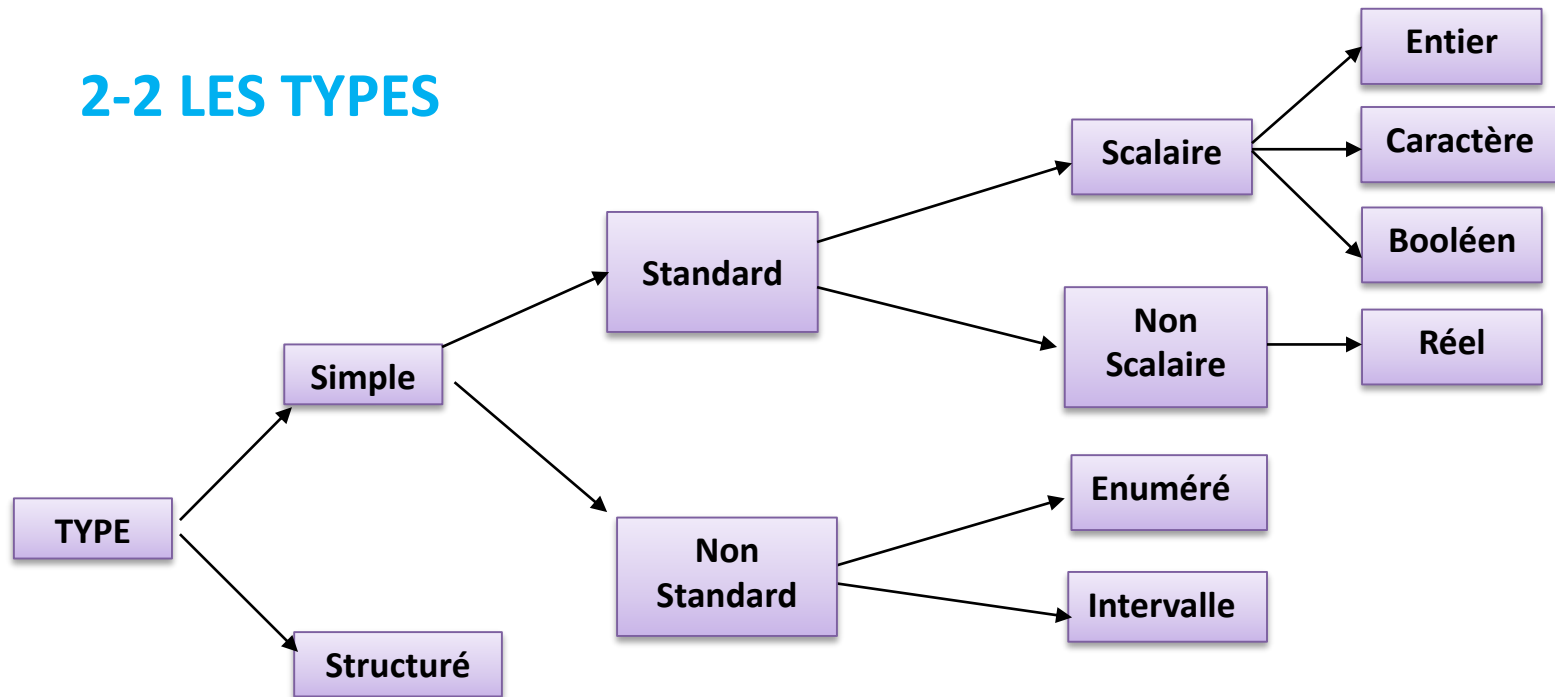 2-2 LES TYPES
TYPE
Simple
Structuré
Standard
Non
Standard
Scalaire
Non
Scalaire
Enuméré
Intervalle
Entier
Caractère
Booléen
Réel